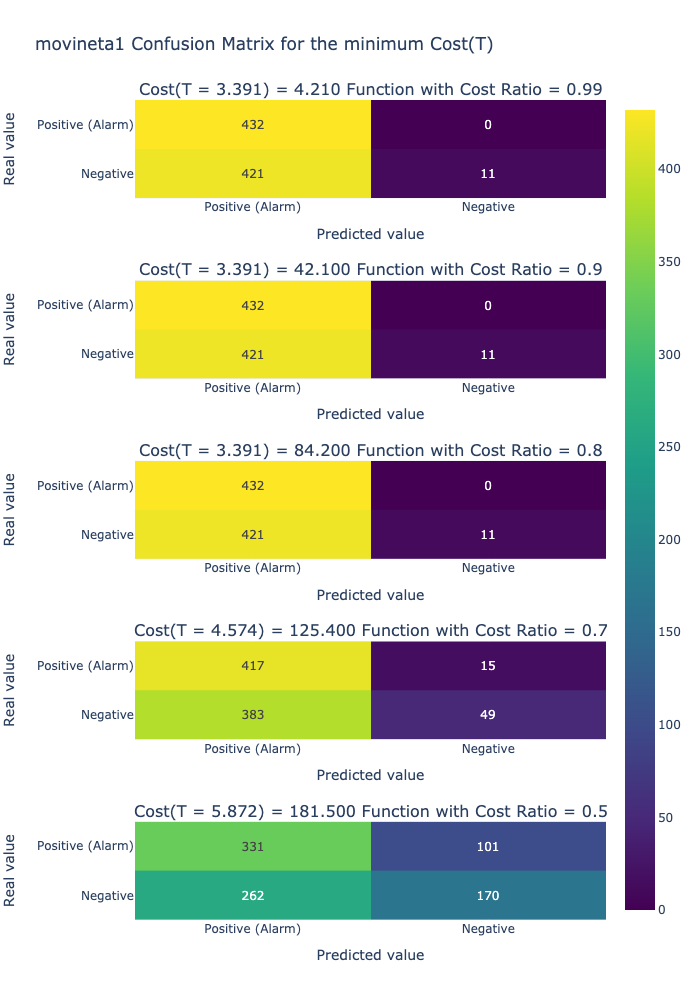 movineta1 Confusion Matrix for the minimum Cost(T)
Cost(T = 3.391) = 4.210 Function with Cost Ratio = 0.99
Real value
Positive (Alarm) 432 0
Negative 421 11
Positive (Alarm) Negative
Predicted value
Cost(T = 3.391) = 42.100 Function with Cost Ratio = 0.9
Real value
Positive (Alarm) 432 0
Negative 421 11
Positive (Alarm) Negative
Predicted value
Cost(T = 3.391) = 84.200 Function with Cost Ratio = 0.8
Real value
Positive (Alarm) 432 0
Negative 421 11
Positive (Alarm) Negative
Predicted value
Cost(T = 4.574) = 125.400 Function with Cost Ratio = 0.7
Real value
Positive (Alarm) 417 15
Negative 383 49
Positive (Alarm) Negative
Predicted value
Cost(T = 5.872) = 181.500 Function with Cost Ratio = 0.5
Real value
Positive (Alarm) 331 101
Negative 262 170
Positive (Alarm) Negative
Predicted value
400
350
300
250
200
150
100
50
0